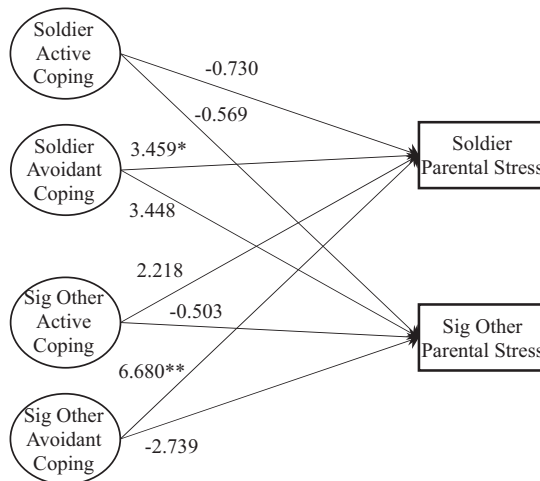 Soldier
Active
Coping
-0.730
-0.569
Soldier
Avoidant
Coping
3.459*
3.448
Soldier
Parental Stress
Sig Other
Active
Coping
2.218
-0.503
Sig Other
Parental Stress
6.680**
Sig Other
Avoidant
Coping
-2.739